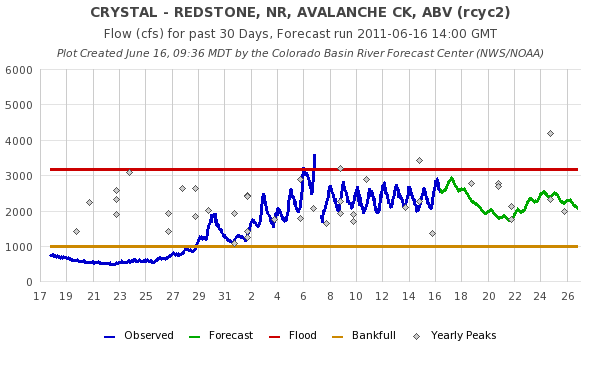 CRYSTAL - REDSTONE, NR, AVALANCHE CK, ABV (rcyc2)
Flow (cfs) for past 30 Days, Forecast run 2011-06-16 14:00 GMT
Plot Created June 16, 09:36 MDT by the Colorado Basin River Forecast Center (NWS/NOAA)
6000
5000
4000
3000
2000
1000
0
17 19 21 23 25 27 29 31 2 4 6 8 10 12 14 16 18 20 22 24 26
Observed Forecast Flood Bankfull Yearly Peaks